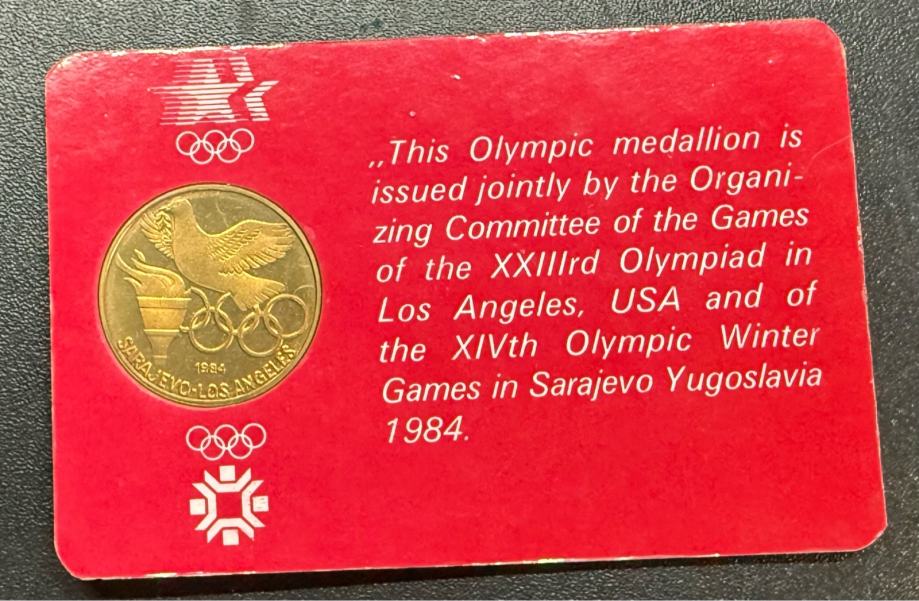 1984
SARAJEVO-LOS ANGELES
„This Olympic medallion is
issued jointly by the Organi-
zing Committee of the Games
of the XXIIIrd Olympiad in
Los Angeles, USA and of
the XIVth Olympic Winter
Games in Sarajevo Yugoslavia
1984.